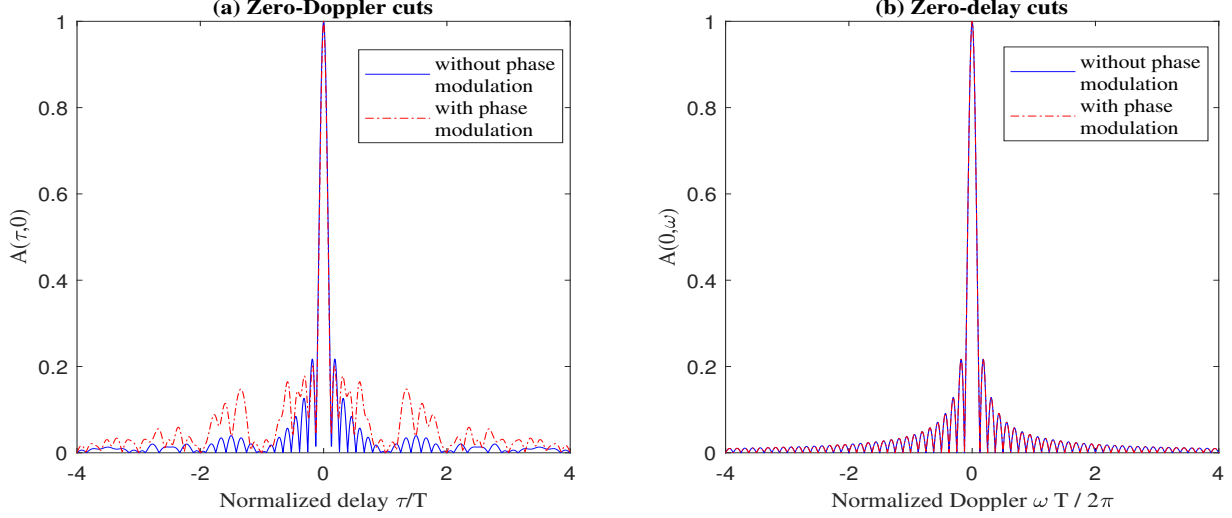 (a) Zero-Doppler cuts
1
0.8
0.6
0.4
0.2
0
-4
-2
0
2
4
A(τ,0)
Normalized delay τ/T
without phase
modulation
with phase
modulation
(b) Zero-delay cuts
1
0.8
0.6
0.4
0.2
0
-4
-2
0
2
4
A(0,ω)
Normalized Doppler ω T / 2π
without phase
modulation
with phase
modulation